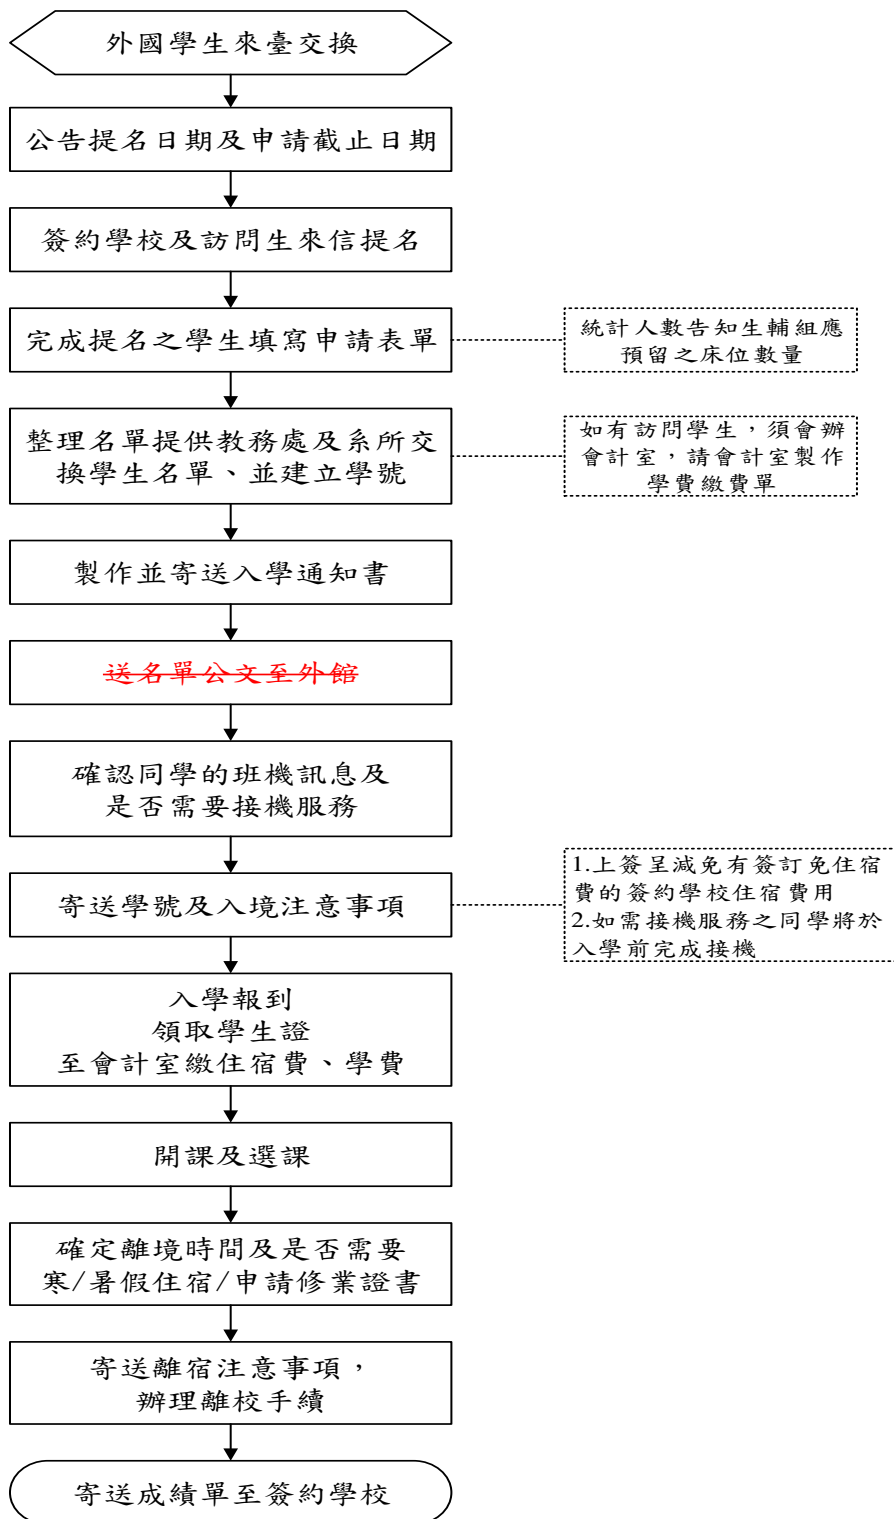 外國學生來臺交換
公告提名日期及申請截止日期
簽約學校及訪問生來信提名
完成提名之學生填寫申請表單
統計人數告知生輔組應
預留之床位數量
整理名單提供教務處及系所交
換學生名單、並建立學號
如有訪問學生，須會辦
會計室，請會計室製作
學費繳費單
製作並寄送入學通知書
送名單公文至外館
確認同學的班機訊息及
是否需要接機服務
寄送學號及入境注意事項
1.上簽呈減免有簽訂免住宿
費的簽約學校住宿費用
2.如需接機服務之同學將於
入學前完成接機
入學報到
領取學生證
至會計室繳住宿費、學費
開課及選課
確定離境時間及是否需要
寒/暑假住宿/申請修業證書
寄送離宿注意事項，
辦理離校手續
寄送成績單至簽約學校